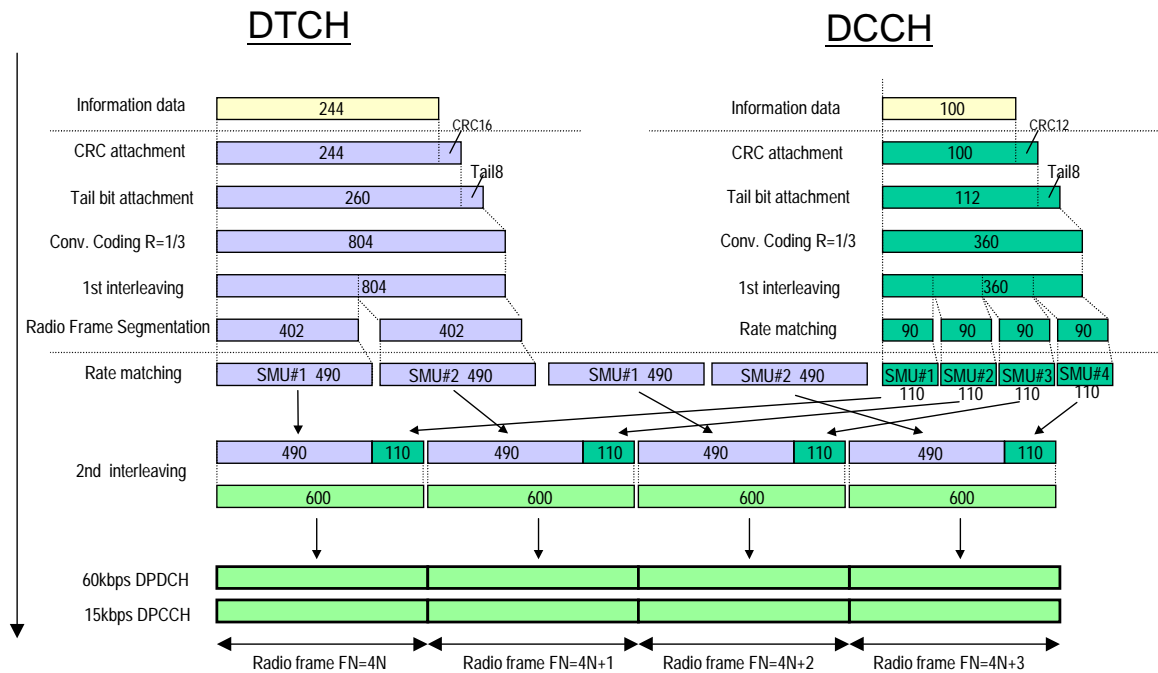 DTCH DCCH
Information data 244 Information data 100
CRC16 CRC12
CRC attachment 244 CRC attachment 100
Tail8 Tail8
Tail bit attachment 260 Tail bit attachment 112
Conv. Coding R=1/3 804 Conv. Coding R=1/3 360
1st interleaving 804 1st interleaving 360
Radio Frame Segmentation 402 402 Rate matching 90 90 90 90
Rate matching SMU#1 490 SMU#2 490 SMU#1 490 SMU#2 490 SMU#1 SMU#2 SMU#3 SMU#4
110 110 110 110
490 110 490 110 490 110 490 110
2nd interleaving
600 600 600 600
60kbps DPDCH
15kbps DPCCH
Radio frame FN=4N Radio frame FN=4N+1 Radio frame FN=4N+2 Radio frame FN=4N+3